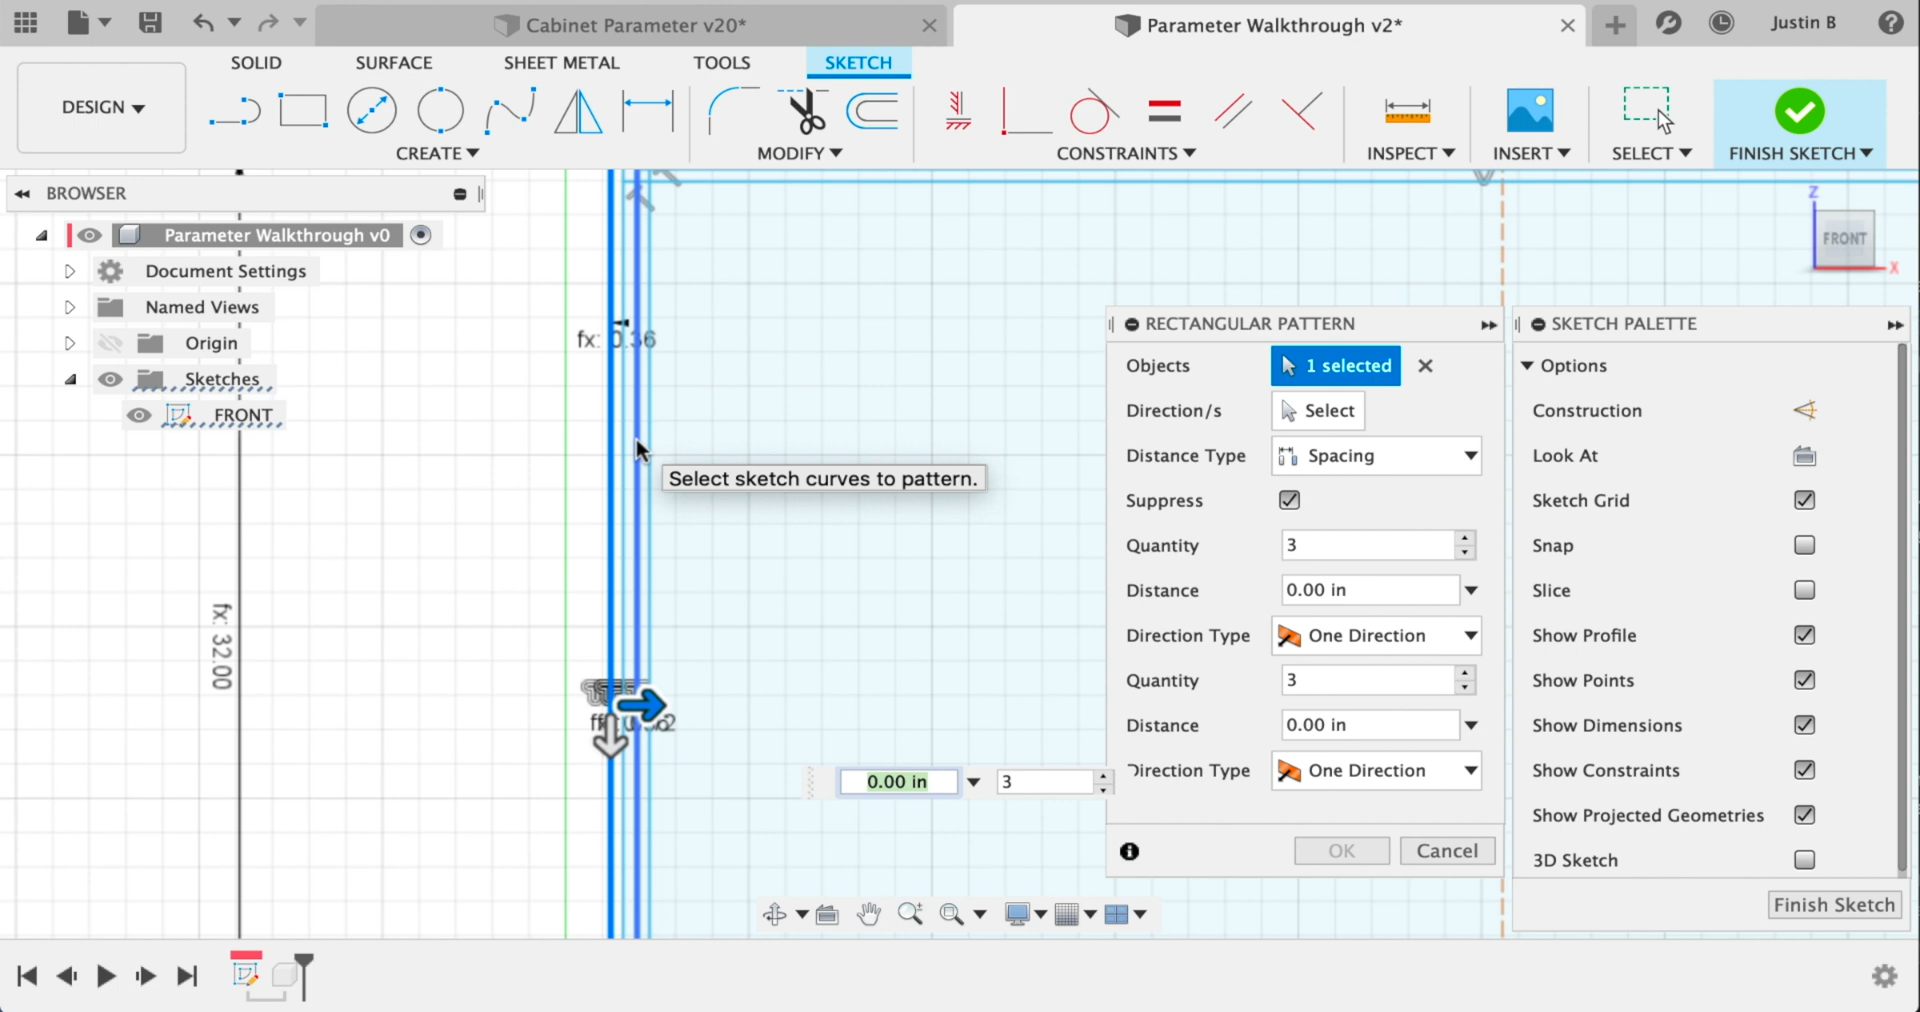 Cabinet Parameter v20*
Parameter Walkthrough v2*
Justin B
DESIGN
SOLID
SURFACE
SHEET METAL
TOOLS
SKETCH
CREATE
MODIFY
CONSTRAINTS
INSPECT
INSERT
SELECT
FINISH SKETCH
BROWSER
Parameter Walkthrough v0
Document Settings
Named Views
Origin
Sketches
FRONT
fx: 0.36
fx: 32.00
Select sketch curves to pattern.
0.00 in
3
Z
FRONT
X
RECTANGULAR PATTERN
Objects
1 selected
Direction/s
Select
Distance Type
Spacing
Suppress
Quantity
3
Distance
0.00 in
Direction Type
One Direction
Quantity
3
Distance
0.00 in
Direction Type
One Direction
OK
Cancel
SKETCH PALETTE
Options
Construction
Look At
Sketch Grid
Snap
Slice
Show Profile
Show Points
Show Dimensions
Show Constraints
Show Projected Geometries
3D Sketch
Finish Sketch